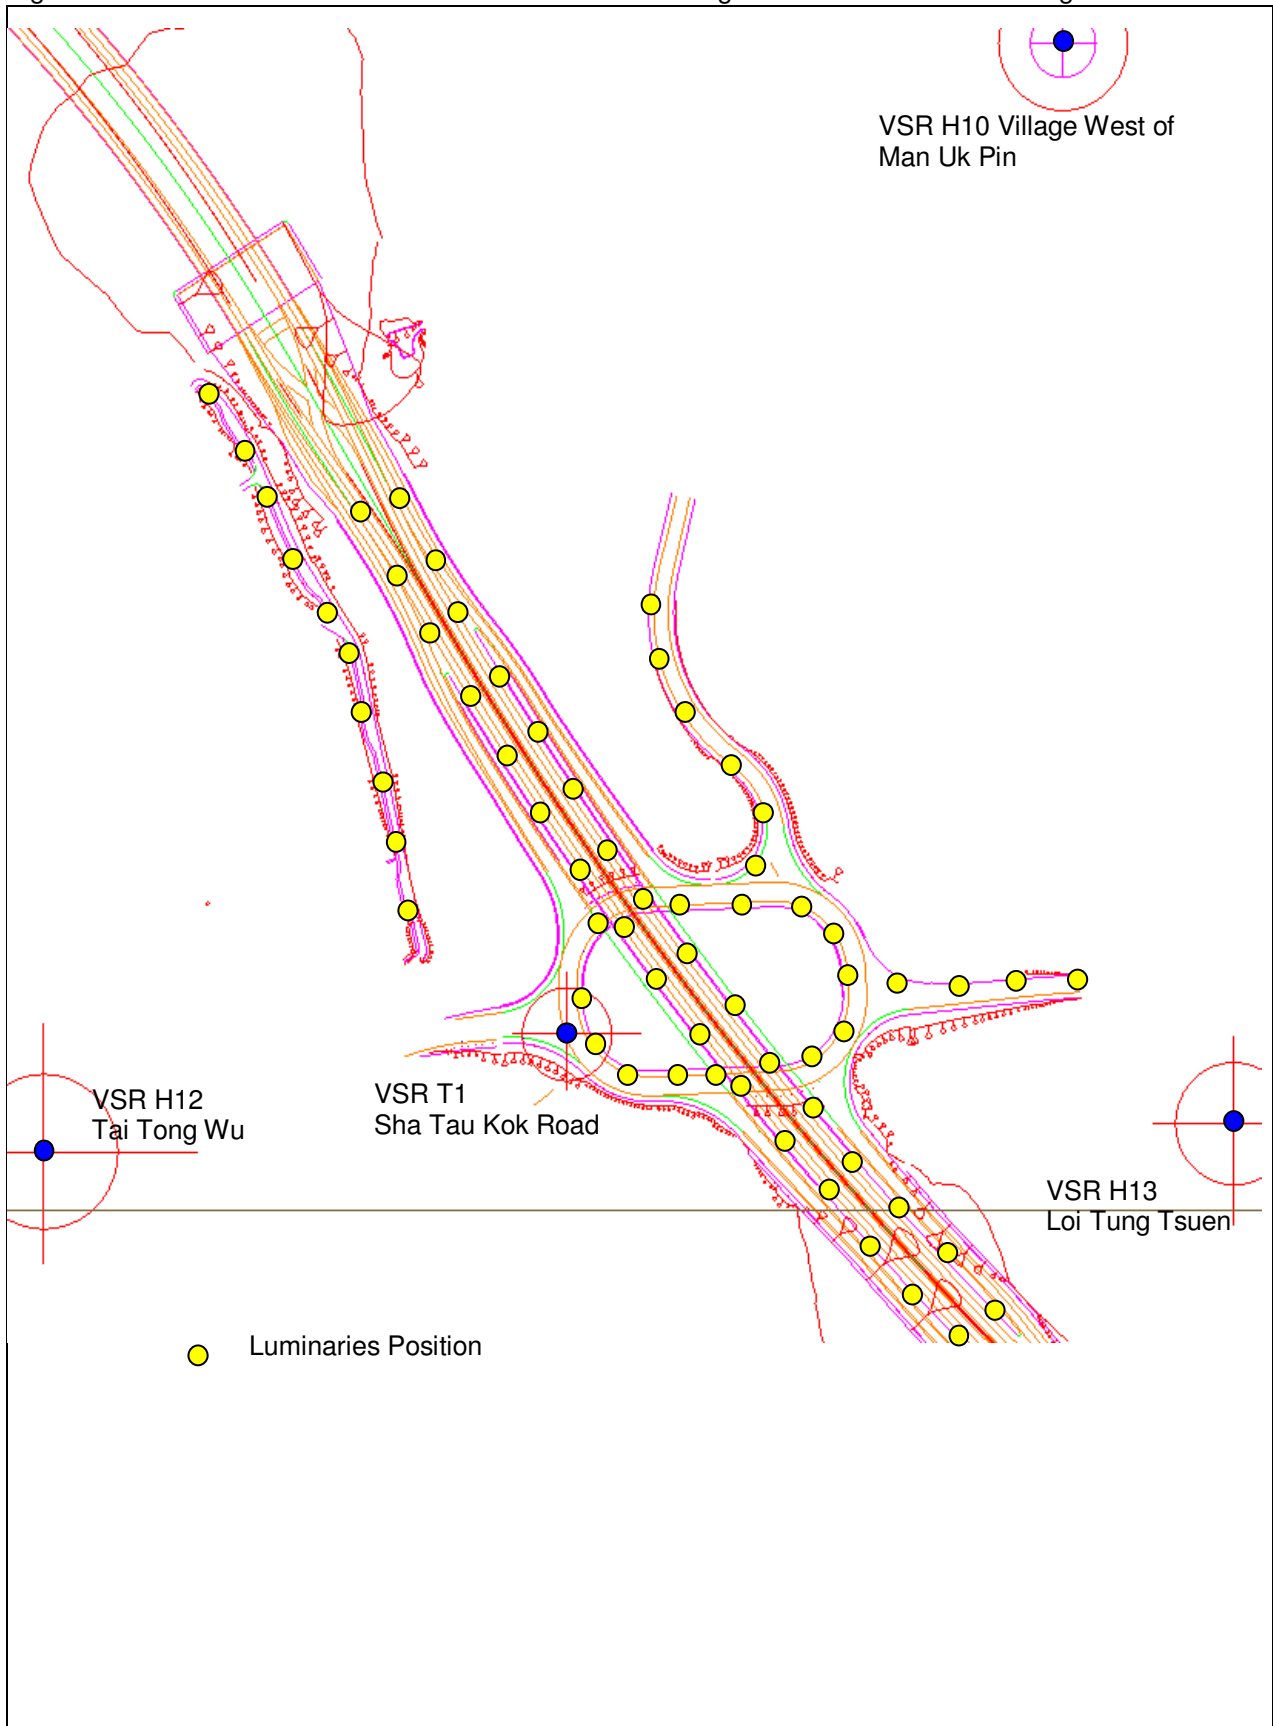 VSR H10 Village West of
Man Uk Pin
VSR H12
Tai Tong Wu
VSR T1
Sha Tau Kok Road
VSR H13
Loi Tung Tsuen
Luminaries Position